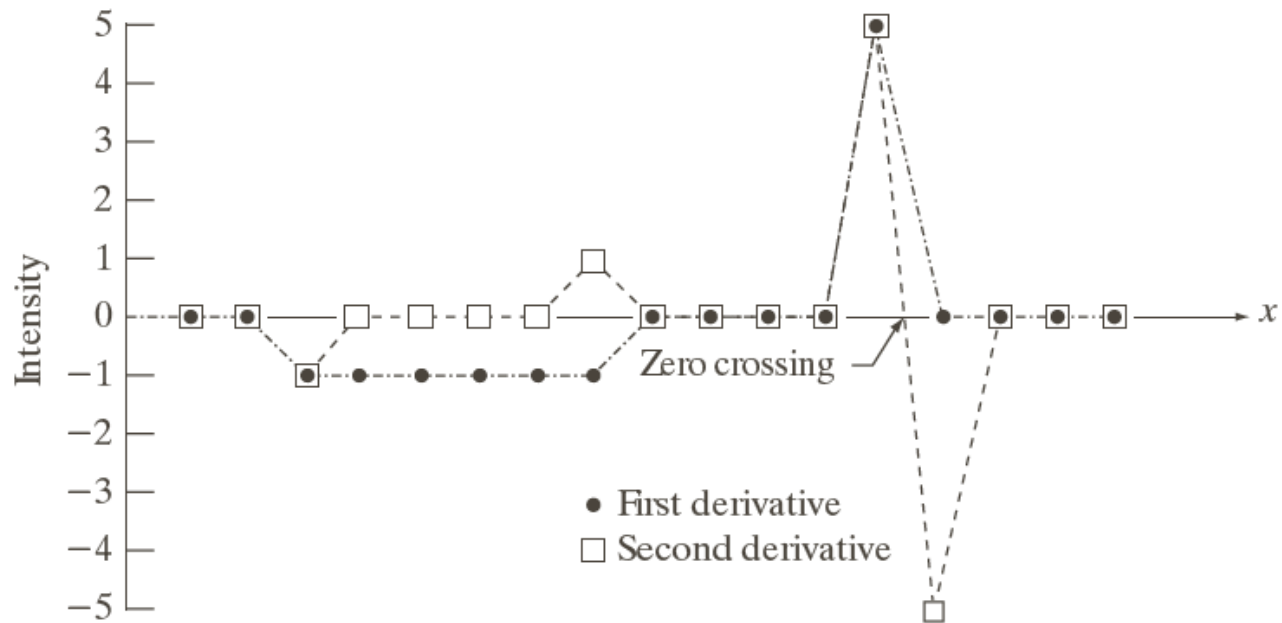 5
4
3
2
1
0
−1
−2
−3
−4
−5
Intensity
x
Zero crossing
First derivative
Second derivative